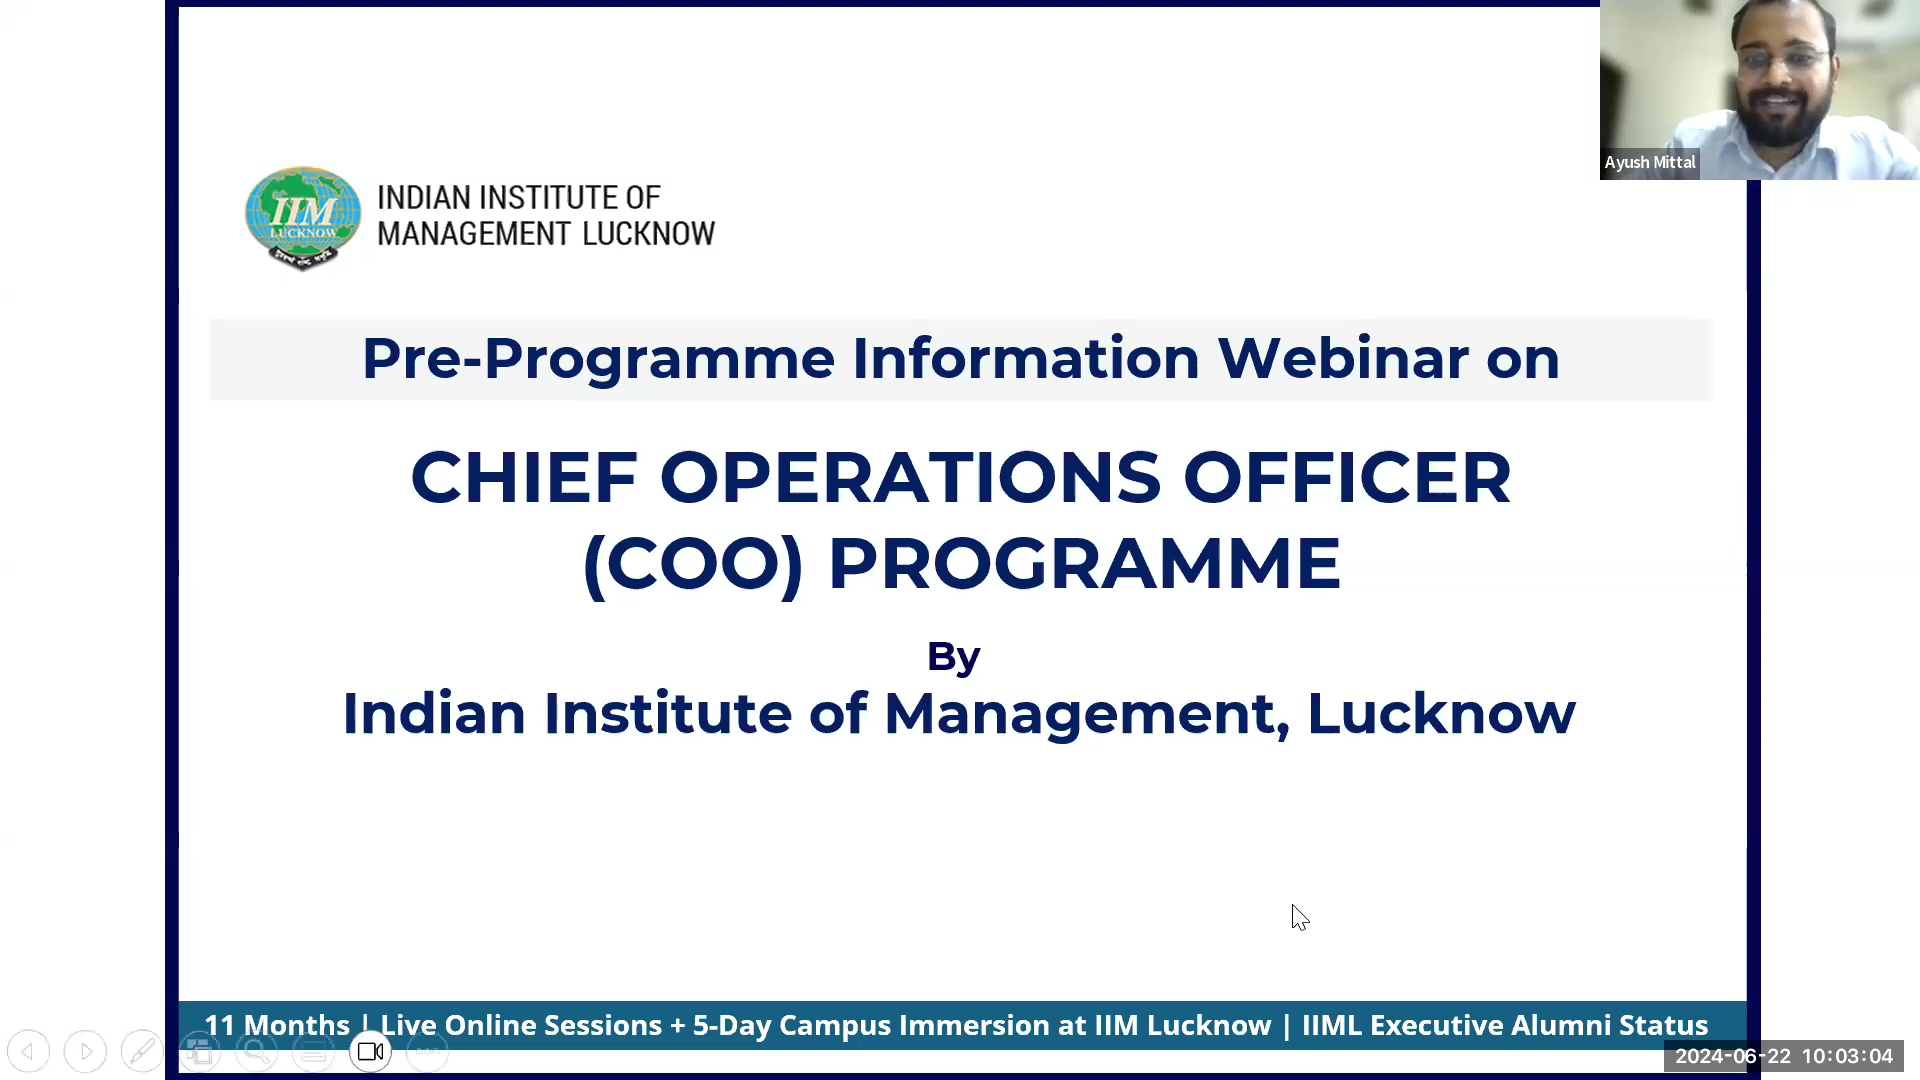 Ayush Mittal
IIM
LUCKNOW
INDIAN INSTITUTE OF
MANAGEMENT LUCKNOW
Pre-Programme Information Webinar on
CHIEF OPERATIONS OFFICER
(COO) PROGRAMME
By
Indian Institute of Management, Lucknow
11 Months | Live Online Sessions + 5-Day Campus Immersion at IIM Lucknow | IIML Executive Alumni Status
2024-06-22 10:03:04